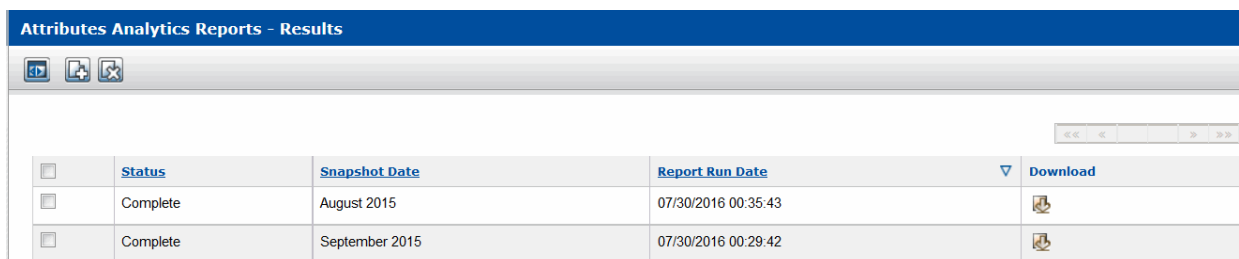 Attributes Analytics Reports - Results
«« « » »»
Status Snapshot Date Report Run Date Download
Complete August 2015 07/30/2016 00:35:43
Complete September 2015 07/30/2016 00:29:42